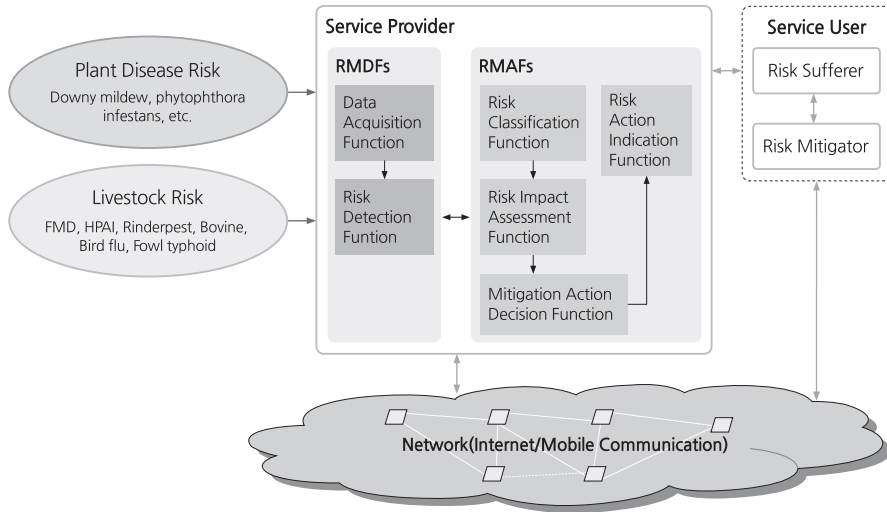 Service Provider
Service User
RMDFs
RMAFs
Plant Disease Risk
Downy mildew, phytophthora
infestans, etc.
Livestock Risk
FMD, HPAI, Rinderpest, Bovine,
Bird flu, Fowl typhoid
Data
Acquisition
Function
Risk
Detection
Funtion
Risk
Classification
Function
Risk Impact
Assessment
Function
Mitigation Action
Decision Function
Risk
Action
Indication
Function
Risk Sufferer
Risk Mitigator
Network(Internet/Mobile Communication)